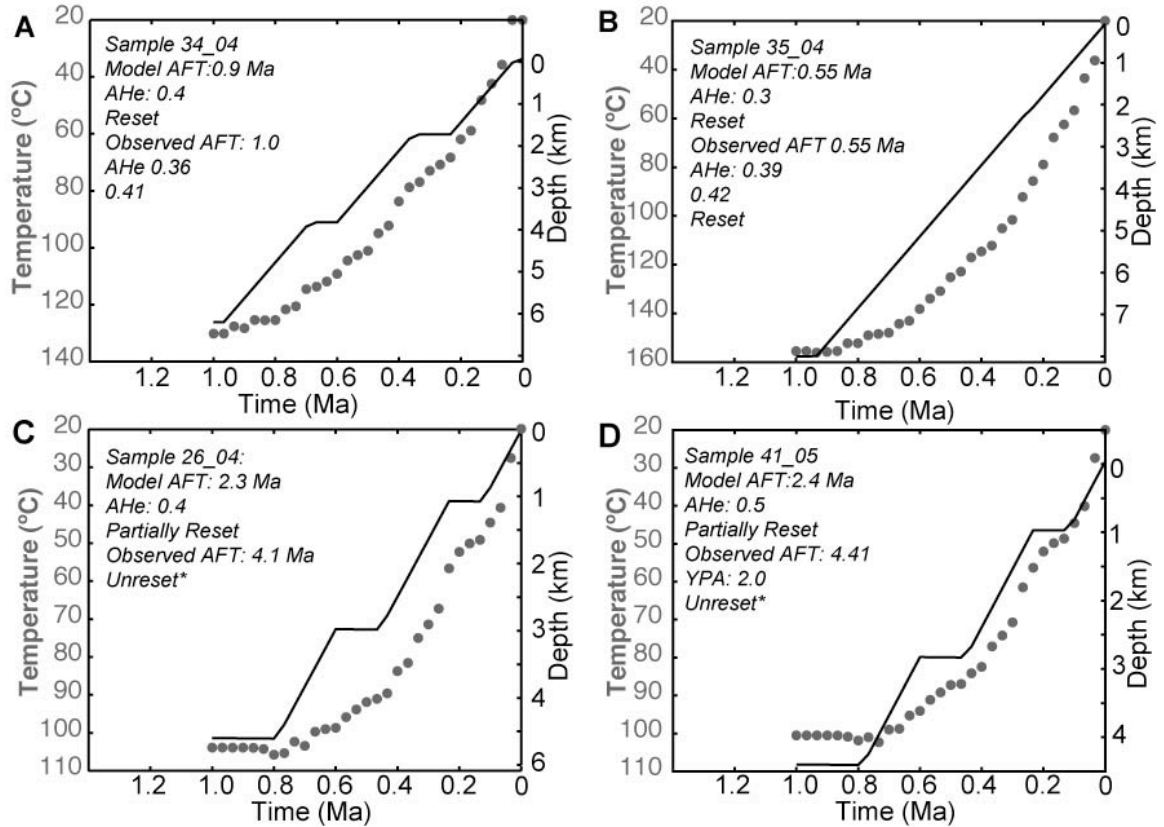 A
Sample 34_04
Model AFT:0.9 Ma
AHe: 0.4
Reset
Observed AFT: 1.0
AHe 0.36
0.41
Temperature (ºC)
20
40
60
80
100
120
140
Depth (km)
0
1
2
3
4
5
6
1.2 1.0 0.8 0.6 0.4 0.2 0
Time (Ma)
B
Sample 35_04
Model AFT:0.55 Ma
AHe: 0.3
Reset
Observed AFT 0.55 Ma
AHe: 0.39
0.42
Reset
Temperature (ºC)
20
40
60
80
100
120
140
160
Depth (km)
0
1
2
3
4
5
6
7
1.2 1.0 0.8 0.6 0.4 0.2 0
Time (Ma)
C
Sample 26_04:
Model AFT: 2.3 Ma
AHe: 0.4
Partially Reset
Observed AFT: 4.1 Ma
Unreset*
Temperature (ºC)
20
30
40
50
60
70
80
90
100
110
Depth (km)
0
1
2
3
4
5
6
1.2 1.0 0.8 0.6 0.4 0.2 0
Time (Ma)
D
Sample 41_05
Model AFT:2.4 Ma
AHe: 0.5
Partially Reset
Observed AFT: 4.41
YPA: 2.0
Unreset*
Temperature (ºC)
20
30
40
50
60
70
80
90
100
110
Depth (km)
0
1
2
3
4
1.2 1.0 0.8 0.6 0.4 0.2 0
Time (Ma)